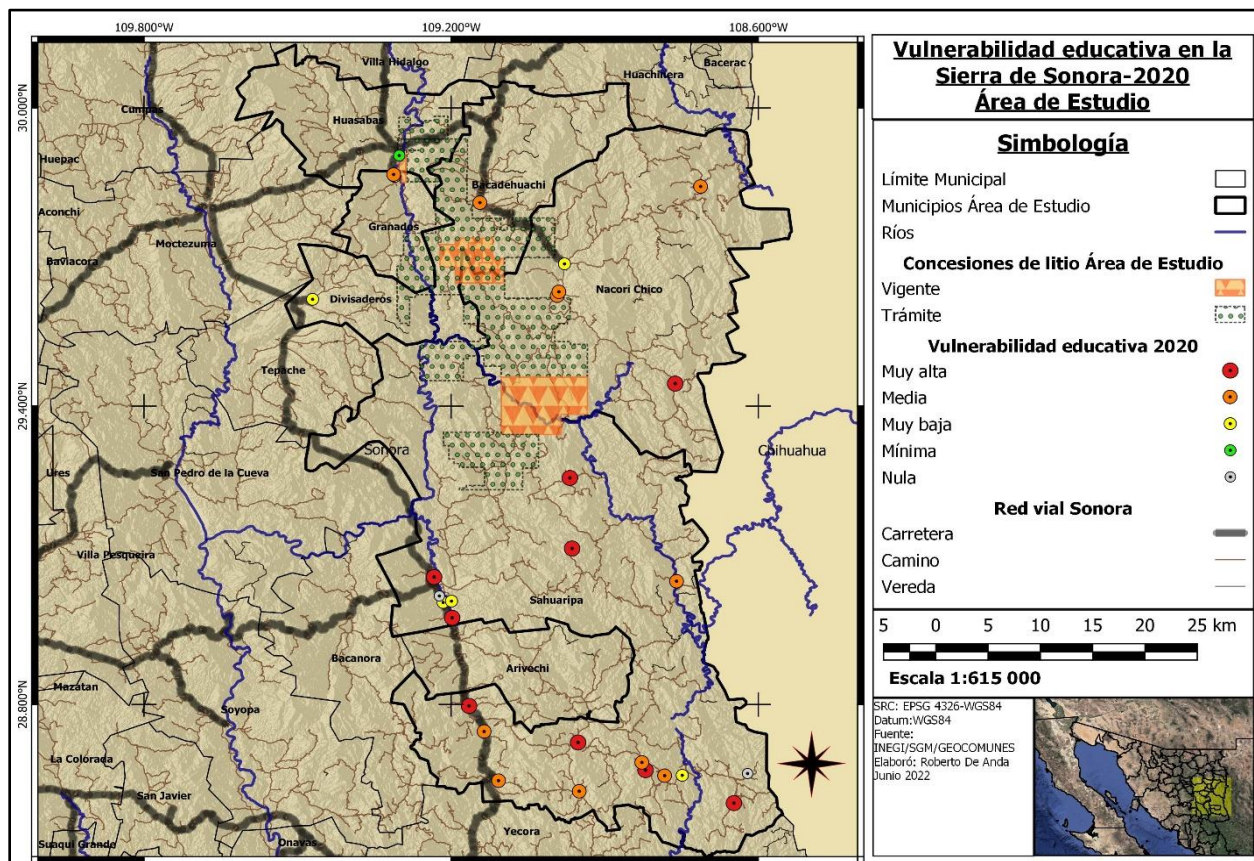 109.800°W
109.200°W
108.600°W
30.000°N
29.400°N
28.800°N
Villa Hidalgo
Bacerac
Huachinera
Cumpas
Huasabas
Huepac
Bacadehuachi
Aconchi
Granados
Moctezuma
Baviacora
Divisaderos
Nacori Chico
Tepache
Sonora
Chihuahua
Ures
San Pedro de la Cueva
Villa Pesqueira
Sahuaripa
Bacanora
Arivechi
Mazatan
Soyopa
La Colorada
San Javier
Yecora
Onavas
Suaqui Grande
Vulnerabilidad educativa en la
Sierra de Sonora-2020
Área de Estudio
Simbología
Límite Municipal
Municipios Área de Estudio
Ríos
Concesiones de litio Área de Estudio
Vigente
Trámite
Vulnerabilidad educativa 2020
Muy alta
Media
Muy baja
Mínima
Nula
Red vial Sonora
Carretera
Camino
Vereda
5 0 5 10 15 20 25 km
Escala 1:615 000
SRC: EPSG 4326-WGS84
Datum:WGS84
Fuente:
INEGI/SGM/GEOCOMUNES
Elaboró: Roberto De Anda
Junio 2022